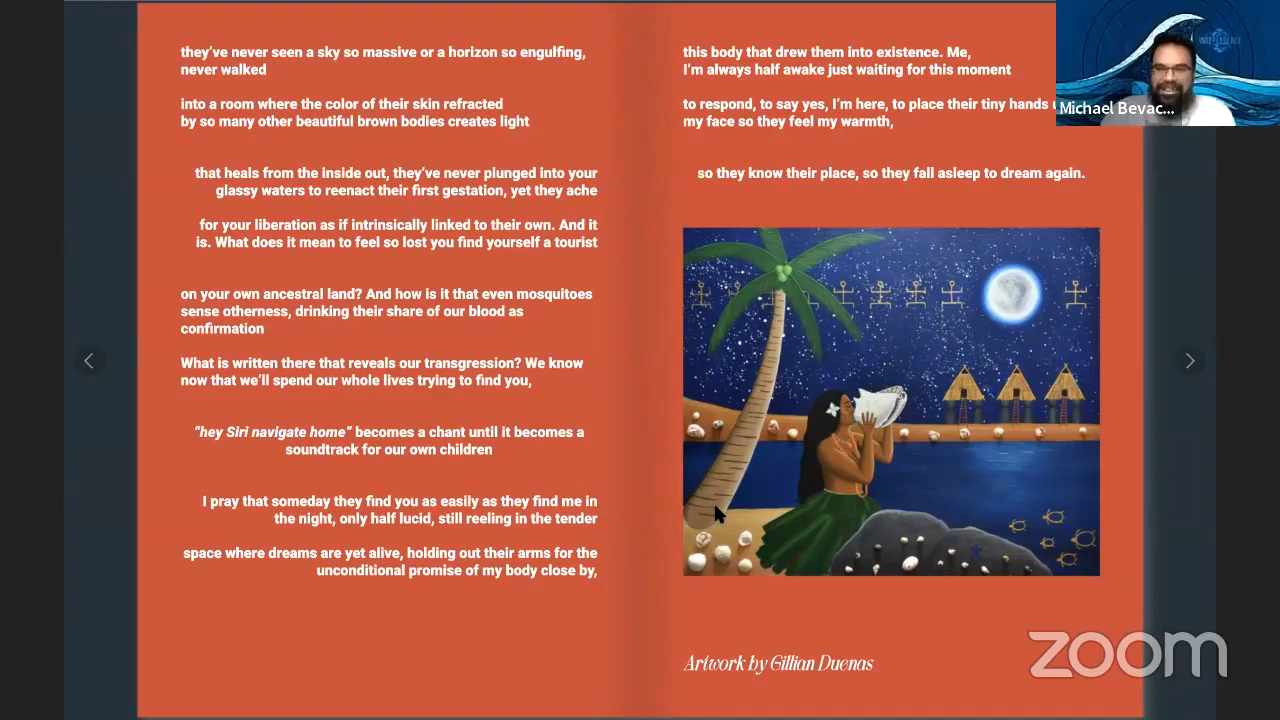 they’ve never seen a sky so massive or a horizon so engulfing,
never walked
into a room where the color of their skin refracted
by so many other beautiful brown bodies creates light
that heals from the inside out, they’ve never plunged into your
glassy waters to reenact their first gestation, yet they ache
for your liberation as if intrinsically linked to their own. And it
is. What does it mean to feel so lost you find yourself a tourist
on your own ancestral land? And how is it that even mosquitoes
sense otherness, drinking their share of our blood as
confirmation
What is written there that reveals our transgression? We know
now that we’ll spend our whole lives trying to find you,
“hey Siri navigate home” becomes a chant until it becomes a
soundtrack for our own children
I pray that someday they find you as easily as they find me in
the night, only half lucid, still reeling in the tender
space where dreams are yet alive, holding out their arms for the
unconditional promise of my body close by,
this body that drew them into existence. Me,
I’m always half awake just waiting for this moment
to respond, to say yes, I’m here, to place their tiny hands
my face so they feel my warmth,
so they know their place, so they fall asleep to dream again.
Artwork by Gillian Duenas
Michael Bevac...
zoom